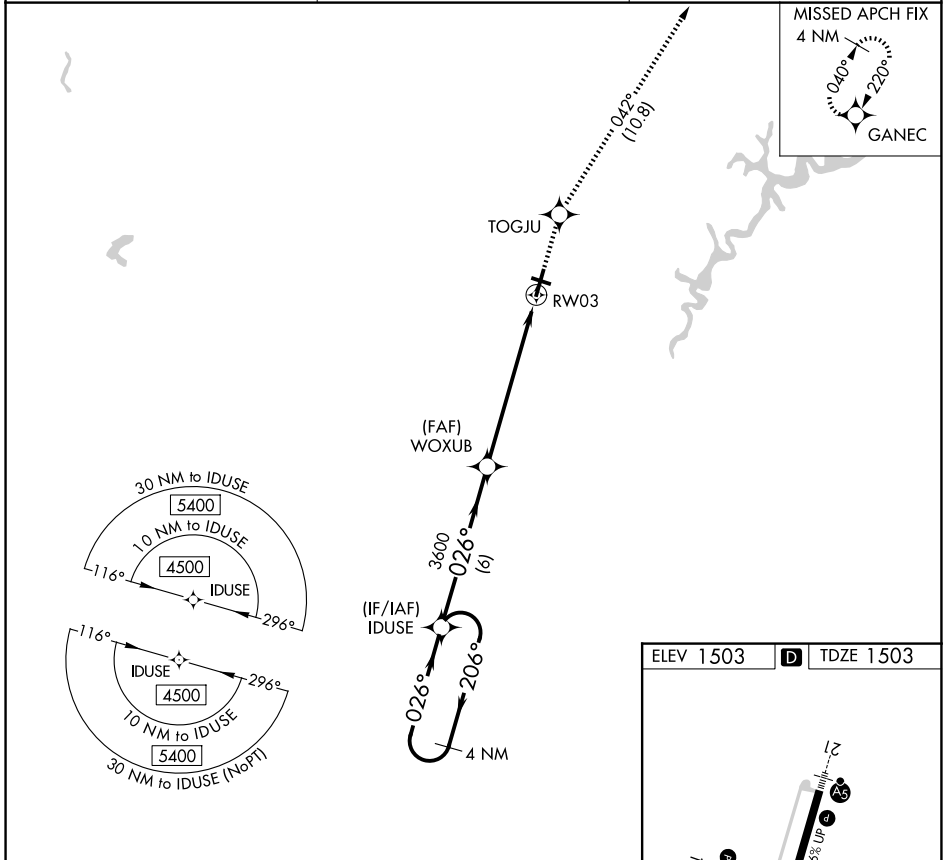 MISSED APCH FIX
4 NM
040°
220°
GANEC
042°
(10.8)
TOGJU
RW03
(FAF)
WOXUB
3600
026°
(6)
(IF/IAF)
IDUSE
026°
206°
4 NM
30 NM to IDUSE
5400
10 NM to IDUSE
4500
IDUSE
116°
296°
116°
296°
IDUSE
4500
10 NM to IDUSE
5400
30 NM to IDUSE (NoPT)
ELEV 1503 D TDZE 1503
21
A5
P
% UP
P